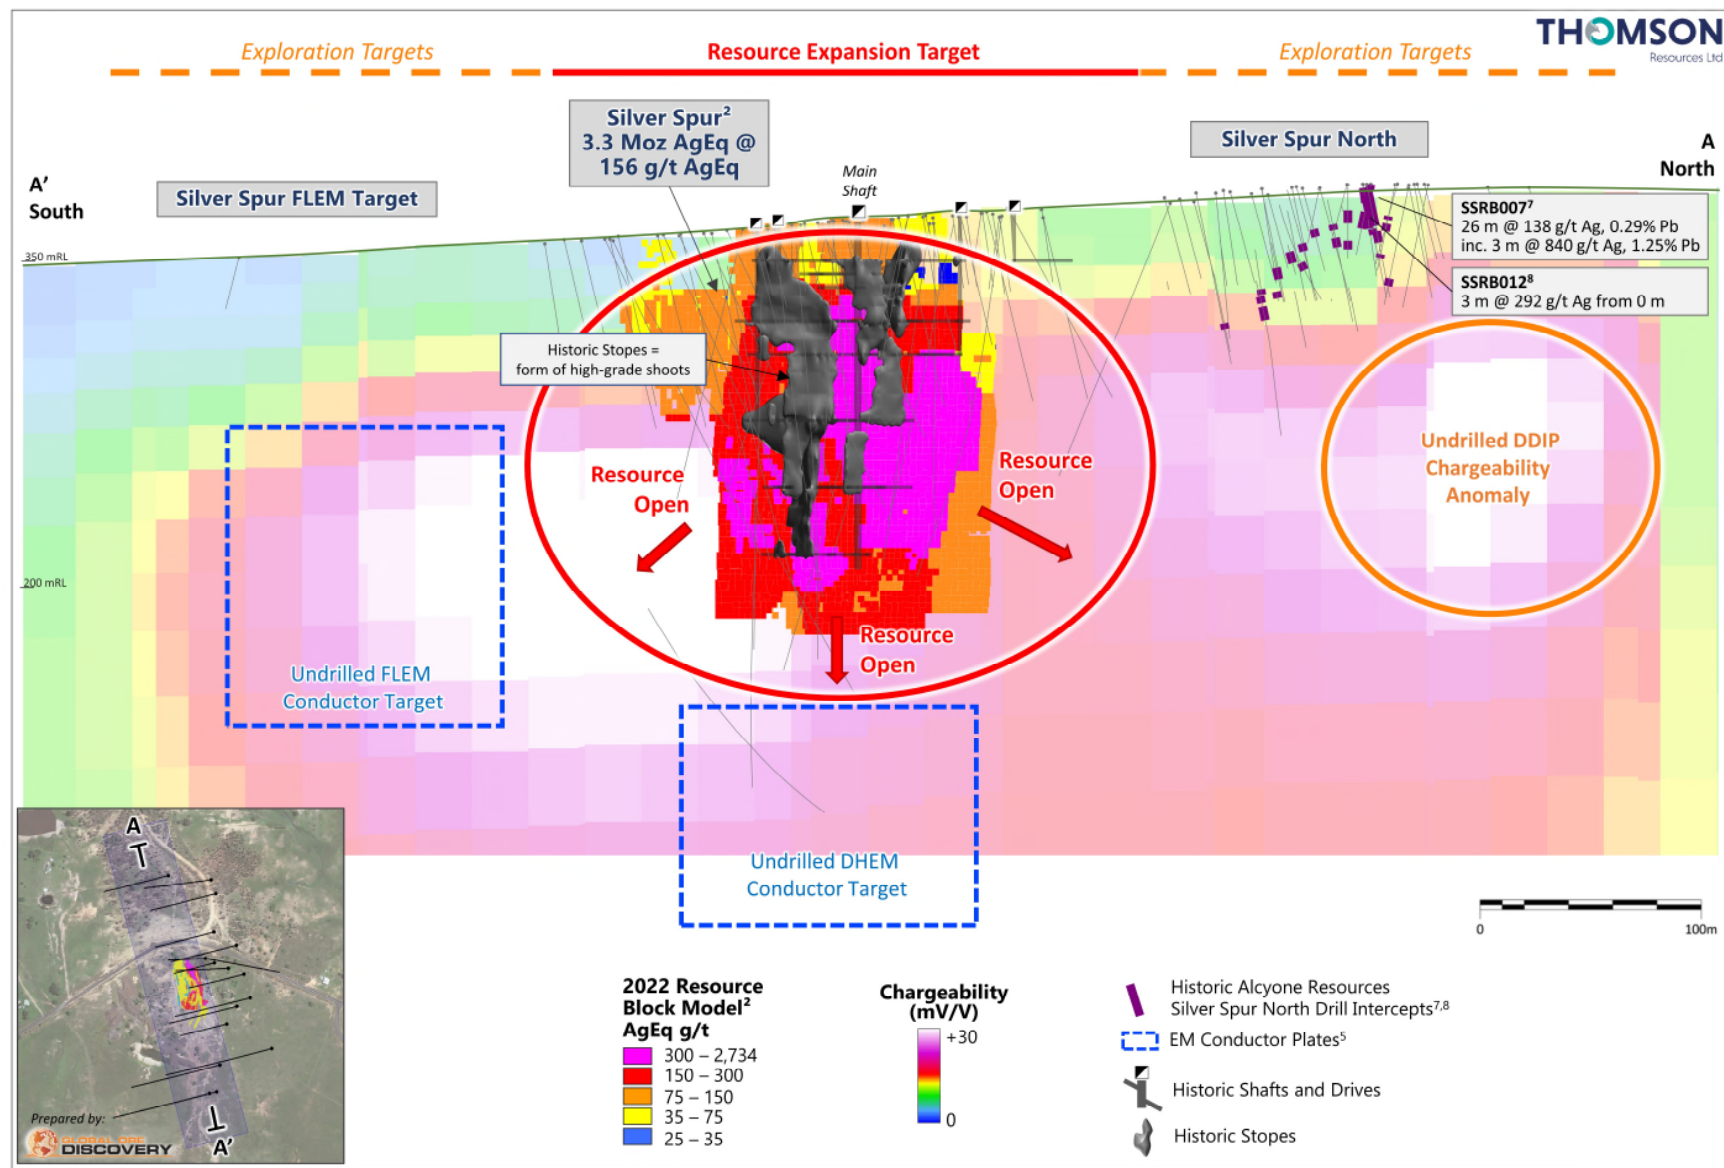 THOMSON
Resources Ltd
Exploration Targets
Resource Expansion Target
Exploration Targets
Silver Spur²
3.3 Moz AgEq @
156 g/t AgEq
Silver Spur North
A
North
A’
South
Silver Spur FLEM Target
Main
Shaft
SSRB007⁷
26 m @ 138 g/t Ag, 0.29% Pb
inc. 3 m @ 840 g/t Ag, 1.25% Pb
SSRB012⁸
3 m @ 292 g/t Ag from 0 m
350 mRL
Historic Stopes =
form of high-grade shoots
Undrilled DDIP
Chargeability
Anomaly
Resource
Open
Resource
Open
200 mRL
Resource
Open
Undrilled FLEM
Conductor Target
Undrilled DHEM
Conductor Target
A
A’
Prepared by:
GLOBAL ORE
DISCOVERY
0
100m
2022 Resource
Block Model²
AgEq g/t
300 – 2,734
150 – 300
75 – 150
35 – 75
25 – 35
Chargeability
(mV/V)
+30
0
Historic Alcyone Resources
Silver Spur North Drill Intercepts⁷,⁸
EM Conductor Plates⁵
Historic Shafts and Drives
Historic Stopes